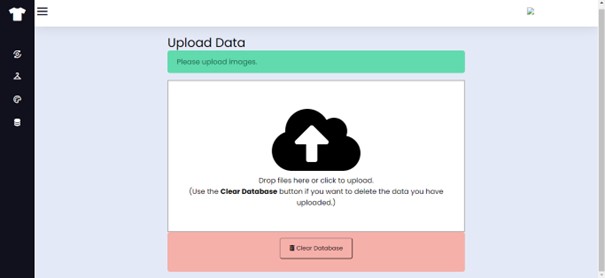 Upload Data
Please upload images.
Drop files here or click to upload.
(Use the Clear Database button if you want to delete the data you have
uploaded.)
Clear Database